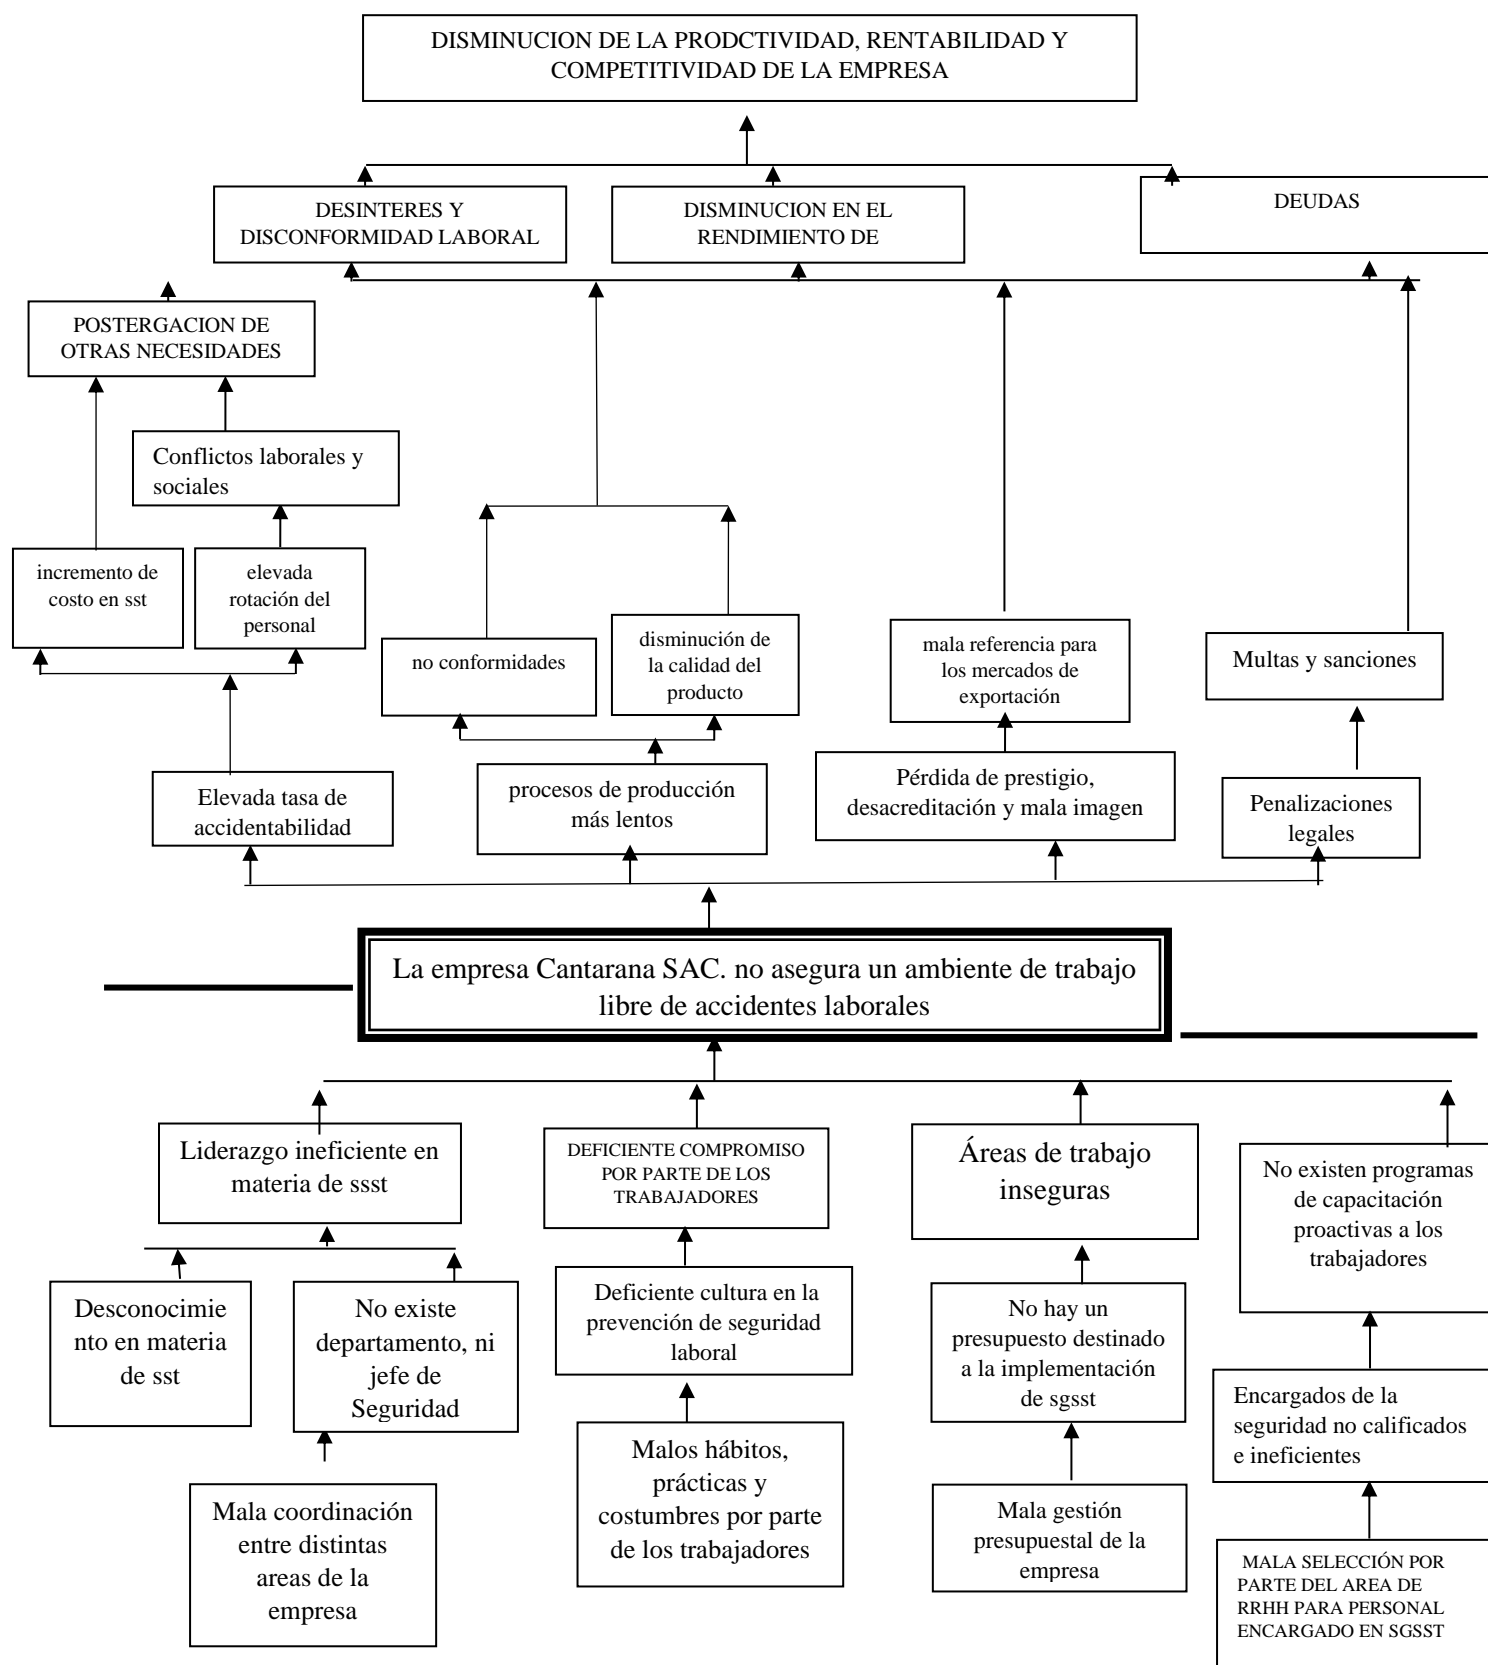 DISMINUCION DE LA PRODCTIVIDAD, RENTABILIDAD Y
COMPETITIVIDAD DE LA EMPRESA
DESINTERES Y
DISCONFORMIDAD LABORAL
DISMINUCION EN EL
RENDIMIENTO DE
DEUDAS
POSTERGACION DE
OTRAS NECESIDADES
Conflictos laborales y
sociales
incremento de
costo en sst
elevada
rotación del
personal
no conformidades
disminución de
la calidad del
producto
mala referencia para
los mercados de
exportación
Multas y sanciones
Elevada tasa de
accidentabilidad
procesos de producción
más lentos
Pérdida de prestigio,
desacreditación y mala imagen
Penalizaciones
legales
La empresa Cantarana SAC. no asegura un ambiente de trabajo
libre de accidentes laborales
Liderazgo ineficiente en
materia de ssst
DEFICIENTE COMPROMISO
POR PARTE DE LOS
TRABAJADORES
Áreas de trabajo
inseguras
No existen programas
de capacitación
proactivas a los
trabajadores
Desconocimie
nto en materia
de sst
No existe
departamento, ni
jefe de
Seguridad
Deficiente cultura en la
prevención de seguridad
laboral
No hay un
presupuesto destinado
a la implementación
de sgsst
Encargados de la
seguridad no calificados
e ineficientes
Mala coordinación
entre distintas
areas de la
empresa
Malos hábitos,
prácticas y
costumbres por parte
de los trabajadores
Mala gestión
presupuestal de la
empresa
MALA SELECCIÓN POR
PARTE DEL AREA DE
RRHH PARA PERSONAL
ENCARGADO EN SGSST